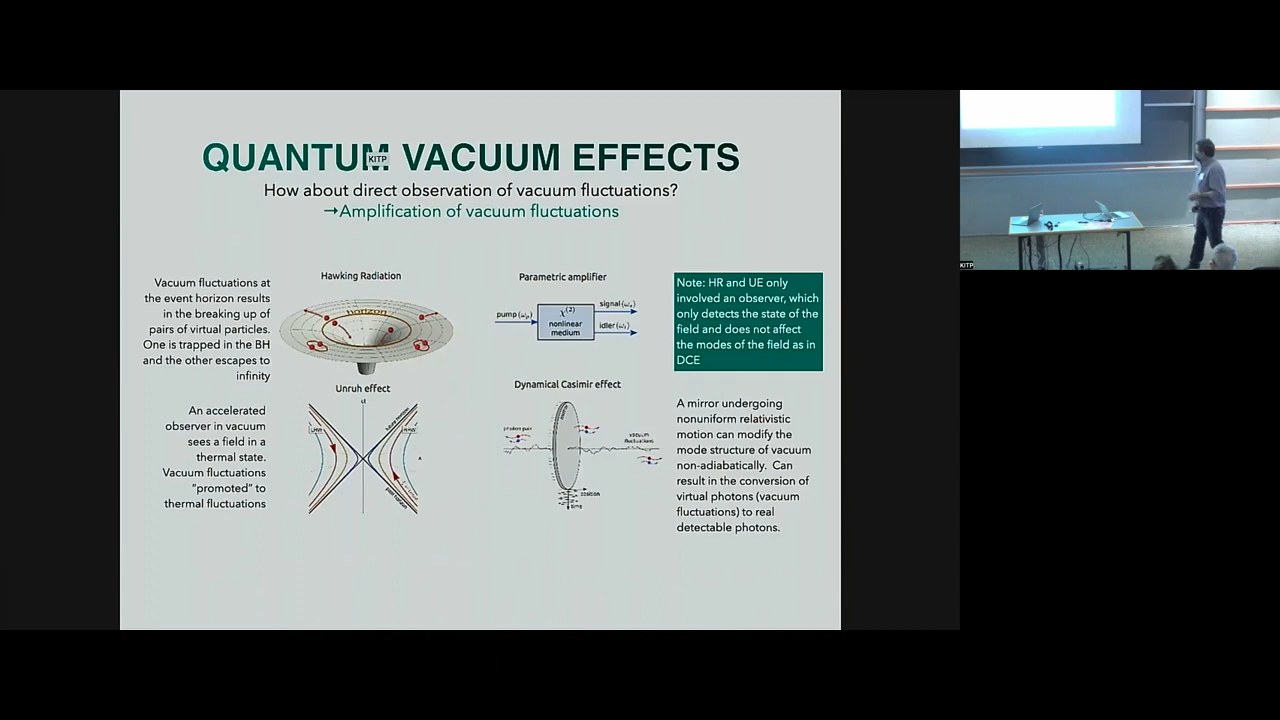 QUANTUM VACUUM EFFECTS
KITP
How about direct observation of vacuum fluctuations?
→Amplification of vacuum fluctuations
Vacuum fluctuations at
the event horizon results
in the breaking up of
pairs of virtual particles.
One is trapped in the BH
and the other escapes to
infinity
Hawking Radiation
Horizon
Parametric amplifier
pump (ωp)
χ(2)
nonlinear
medium
signal (ωs)
idler (ωi)
Note: HR and UE only
involved an observer, which
only detects the state of the
field and does not affect
the modes of the field as in
DCE
An accelerated
observer in vacuum
sees a field in a
thermal state.
Vacuum fluctuations
"promoted" to
thermal fluctuations
Unruh effect
ct
future horizon
past horizon
x
Dynamical Casimir effect
photon pair
vacuum
fluctuations
position
time
A mirror undergoing
nonuniform relativistic
motion can modify the
mode structure of vacuum
non-adiabatically. Can
result in the conversion of
virtual photons (vacuum
fluctuations) to real
detectable photons.
KITP